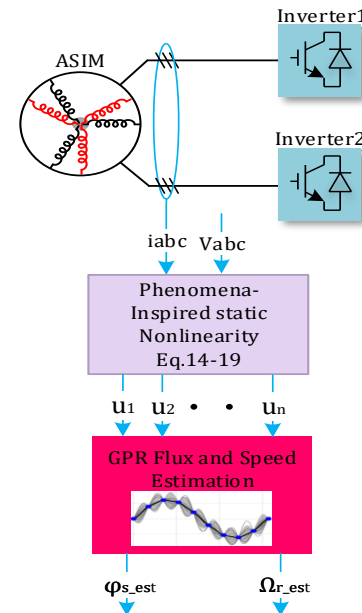 Inverter1
ASIM
Inverter2
iabc
Vabc
Phenomena-
Inspired static
Nonlinearity
Eq.14-19
u1 u2 • • un
GPR Flux and Speed
Estimation
φs_est
Ωr_est